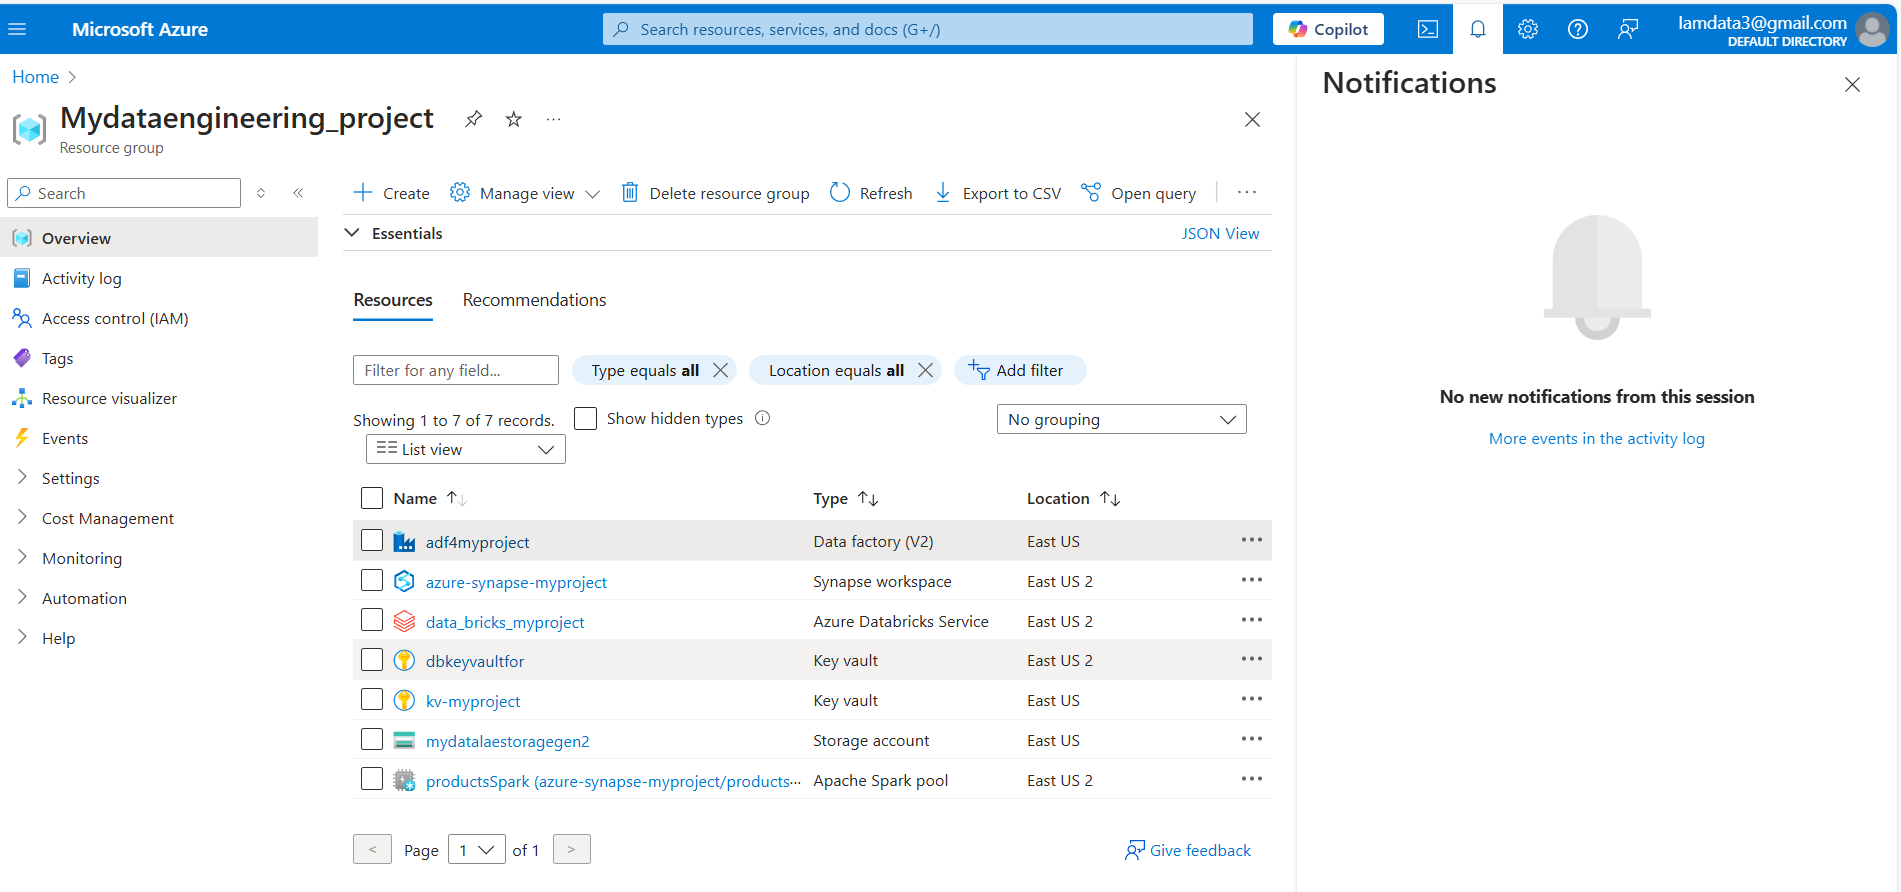 Microsoft Azure
Search resources, services, and docs (G+/)
Copilot
lamdata3@gmail.com
DEFAULT DIRECTORY
Home
Mydataengineering_project
Resource group
Search
Overview
Activity log
Access control (IAM)
Tags
Resource visualizer
Events
Settings
Cost Management
Monitoring
Automation
Help
Create
Manage view
Delete resource group
Refresh
Export to CSV
Open query
Essentials
JSON View
Resources
Recommendations
Filter for any field...
Type equals all
Location equals all
Add filter
Showing 1 to 7 of 7 records.
Show hidden types
No grouping
List view
Name Type Location
adf4myproject Data factory (V2) East US
azure-synapse-myproject Synapse workspace East US 2
data_bricks_myproject Azure Databricks Service East US 2
dbkeyvaultfor Key vault East US 2
kv-myproject Key vault East US
mydatalaestoragegen2 Storage account East US
productsSpark (azure-synapse-myproject/products... Apache Spark pool East US 2
< Page 1 of 1 >
Give feedback
Notifications
No new notifications from this session
More events in the activity log